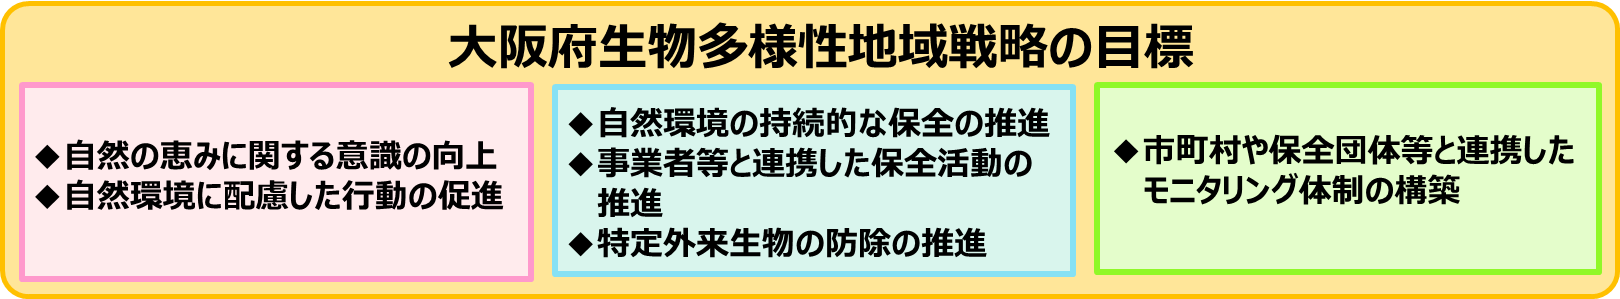 大阪府生物多様性地域戦略の目標
◆自然の恵みに関する意識の向上
◆自然環境に配慮した行動の促進
◆自然環境の持続的な保全の推進
◆事業者等と連携した保全活動の
推進
◆特定外来生物の防除の推進
◆市町村や保全団体等と連携した
モニタリング体制の構築